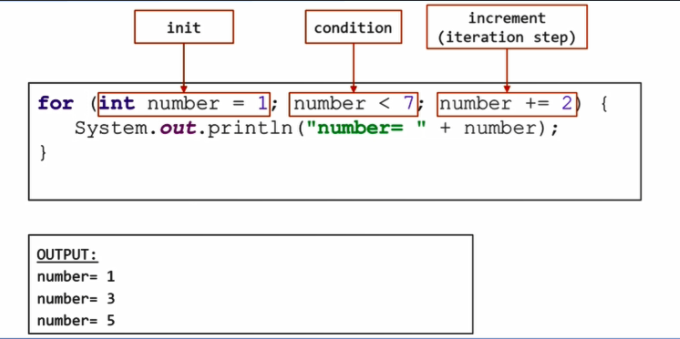 init
condition
increment
(iteration step)
for (int number = 1; number < 7; number += 2) {
System.out.println("number= " + number);
}
OUTPUT:
number= 1
number= 3
number= 5